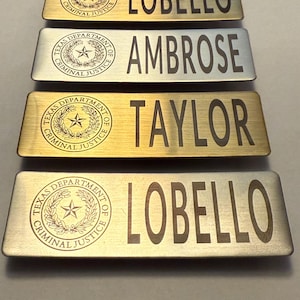 LOBELLO
TEXAS DEPARTMENT OF
CRIMINAL JUSTICE
AMBROSE
TEXAS DEPARTMENT OF
CRIMINAL JUSTICE
TAYLOR
TEXAS DEPARTMENT OF
CRIMINAL JUSTICE
LOBELLO